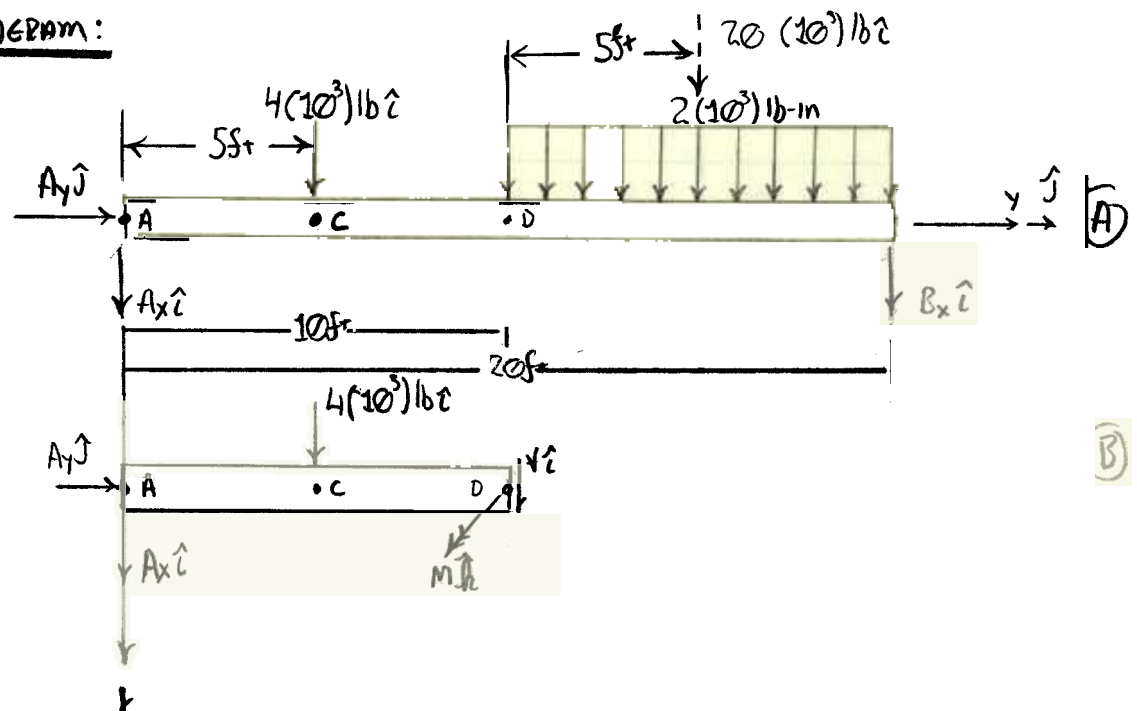 DIAGRAM:
5ft 20 (10³) lb î
4(10³) lb î
2(10³) lb-in
5ft
Ay ĵ
A C D
y ĵ
A
Ax î
Bx î
10ft
20ft
4(10³) lb î
Ay ĵ
A C D
V î
B
Ax î
M k̂